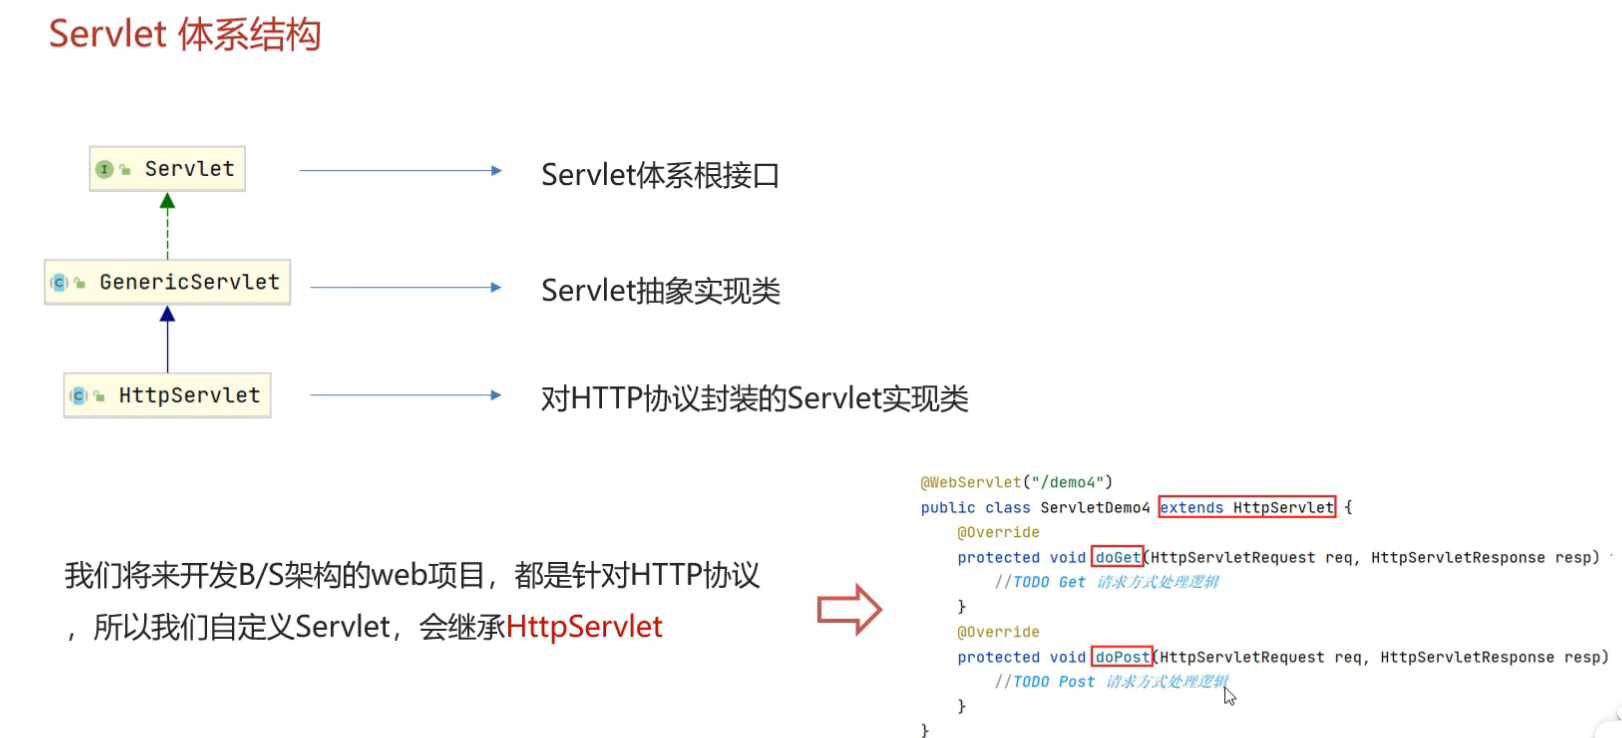 Servlet 体系结构
Servlet
Servlet体系根接口
GenericServlet
Servlet抽象实现类
HttpServlet
对HTTP协议封装的Servlet实现类
我们将来开发B/S架构的web项目，都是针对HTTP协议
，所以我们自定义Servlet，会继承HttpServlet
@WebServlet("/demo4")
public class ServletDemo4 extends HttpServlet {
@Override
protected void doGet(HttpServletRequest req, HttpServletResponse resp)
//TODO Get 请求方式处理逻辑
}
@Override
protected void doPost(HttpServletRequest req, HttpServletResponse resp)
//TODO Post 请求方式处理逻辑
}
}